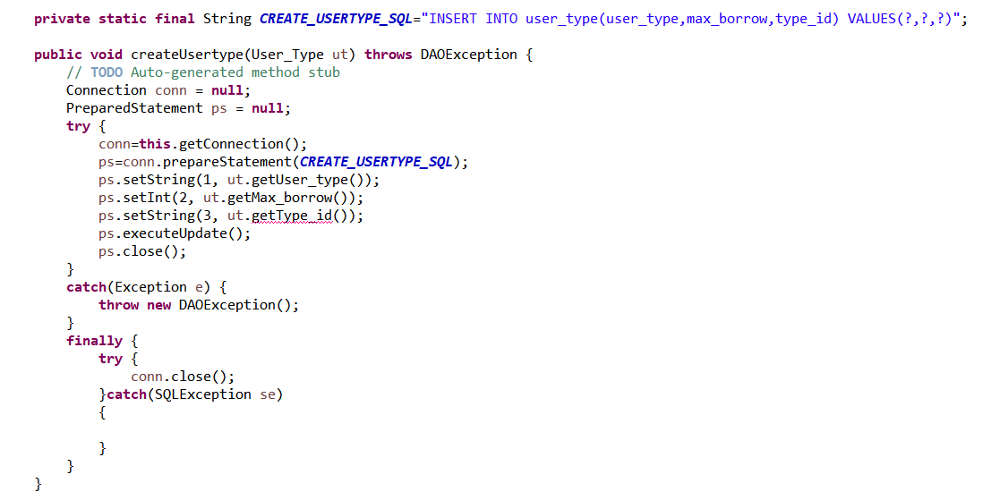 private static final String CREATE_USERTYPE_SQL="INSERT INTO user_type(user_type,max_borrow,type_id) VALUES(?,?,?)";
public void createUsertype(User_Type ut) throws DAOException {
// TODO Auto-generated method stub
Connection conn = null;
PreparedStatement ps = null;
try {
conn=this.getConnection();
ps=conn.prepareStatement(CREATE_USERTYPE_SQL);
ps.setString(1, ut.getUser_type());
ps.setInt(2, ut.getMax_borrow());
ps.setString(3, ut.getType_id());
ps.executeUpdate();
ps.close();
}
catch(Exception e) {
throw new DAOException();
}
finally {
try {
conn.close();
}catch(SQLException se)
{
}
}
}